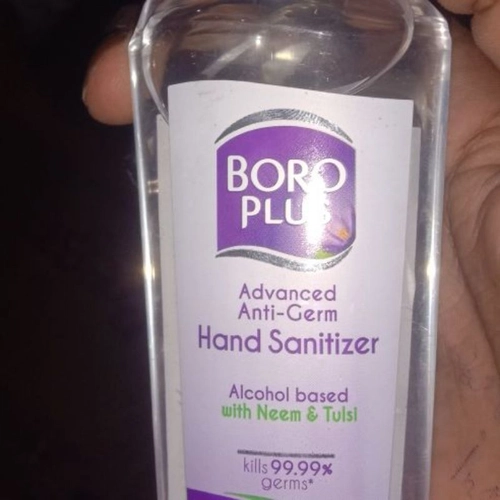 BORO
PLUS
Advanced
Anti-Germ
Hand Sanitizer
Alcohol based
with Neem & Tulsi
kills 99.99%
germs*